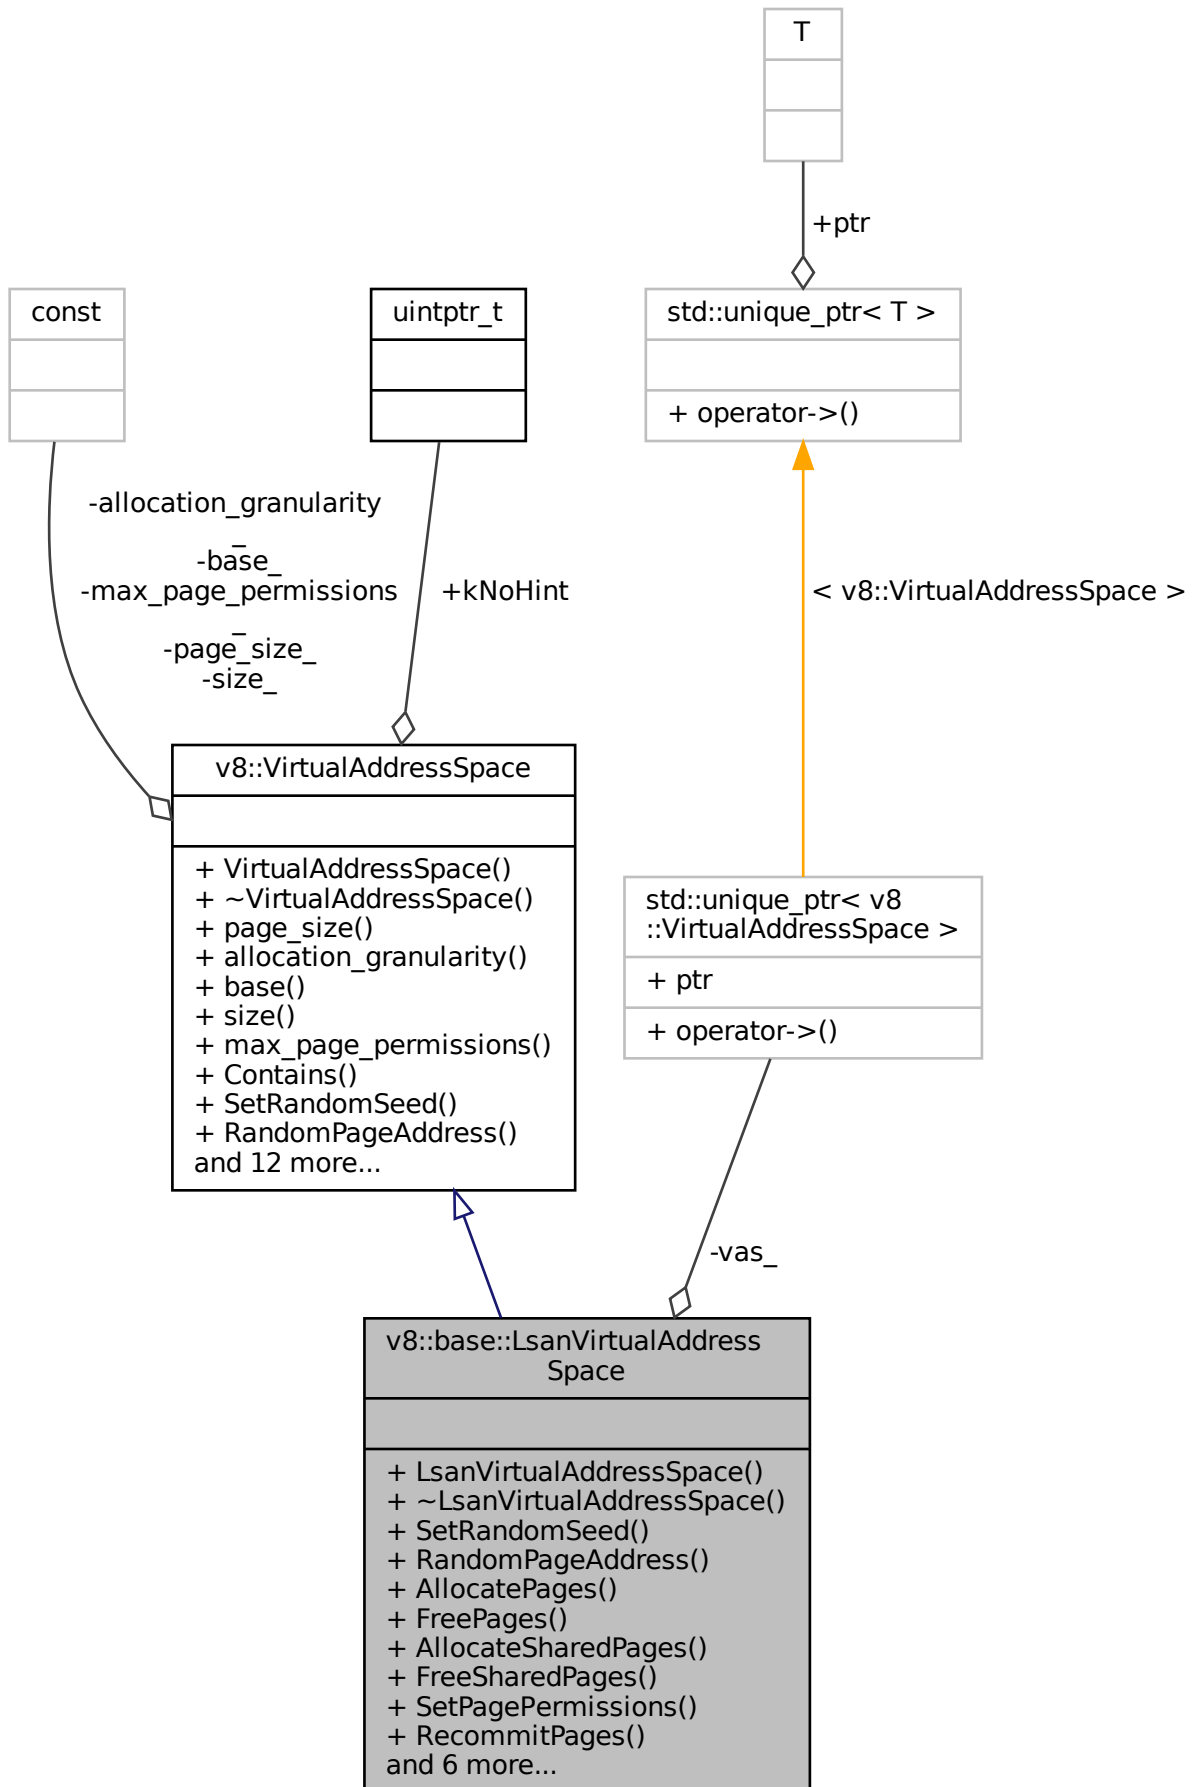 T
+ptr
const
uintptr_t
std::unique_ptr< T >
+ operator->()
-allocation_granularity
_
-base_
-max_page_permissions
_
-page_size_
-size_
+kNoHint
< v8::VirtualAddressSpace >
v8::VirtualAddressSpace
+ VirtualAddressSpace()
+ ~VirtualAddressSpace()
+ page_size()
+ allocation_granularity()
+ base()
+ size()
+ max_page_permissions()
+ Contains()
+ SetRandomSeed()
+ RandomPageAddress()
and 12 more...
std::unique_ptr< v8
::VirtualAddressSpace >
+ ptr
+ operator->()
-vas_
v8::base::LsanVirtualAddress
Space
+ LsanVirtualAddressSpace()
+ ~LsanVirtualAddressSpace()
+ SetRandomSeed()
+ RandomPageAddress()
+ AllocatePages()
+ FreePages()
+ AllocateSharedPages()
+ FreeSharedPages()
+ SetPagePermissions()
+ RecommitPages()
and 6 more...